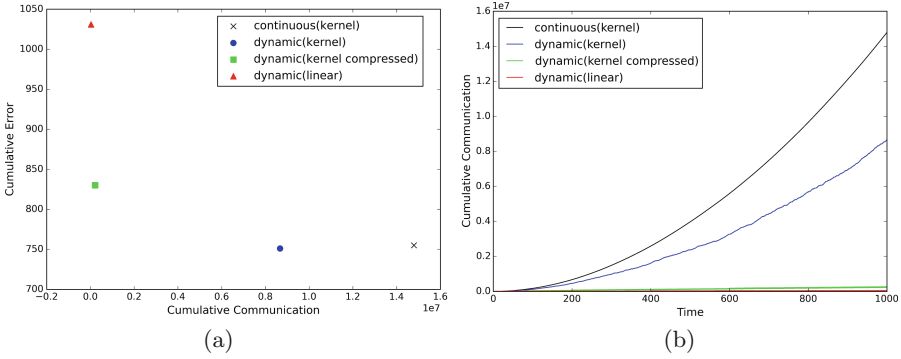 1050
1000
950
900
850
800
750
700
Cumulative Error
continuous(kernel)
dynamic(kernel)
dynamic(kernel compressed)
dynamic(linear)
−0.2 0.0 0.2 0.4 0.6 0.8 1.0 1.2 1.4 1.6
1e7
Cumulative Communication
(a)
1e7
1.6
1.4
1.2
1.0
0.8
0.6
0.4
0.2
0.0
Cumulative Communication
continuous(kernel)
dynamic(kernel)
dynamic(kernel compressed)
dynamic(linear)
0 200 400 600 800 1000
Time
(b)